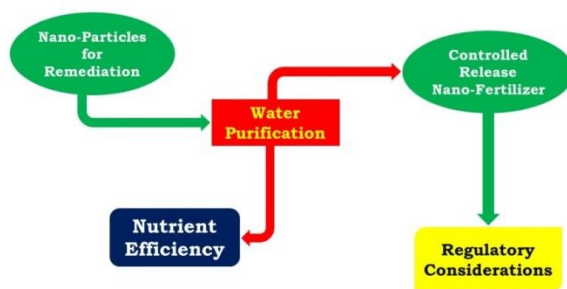 Nano-Particles
for
Remediation
Controlled
Release
Nano-Fertilizer
Water
Purification
Nutrient
Efficiency
Regulatory
Considerations